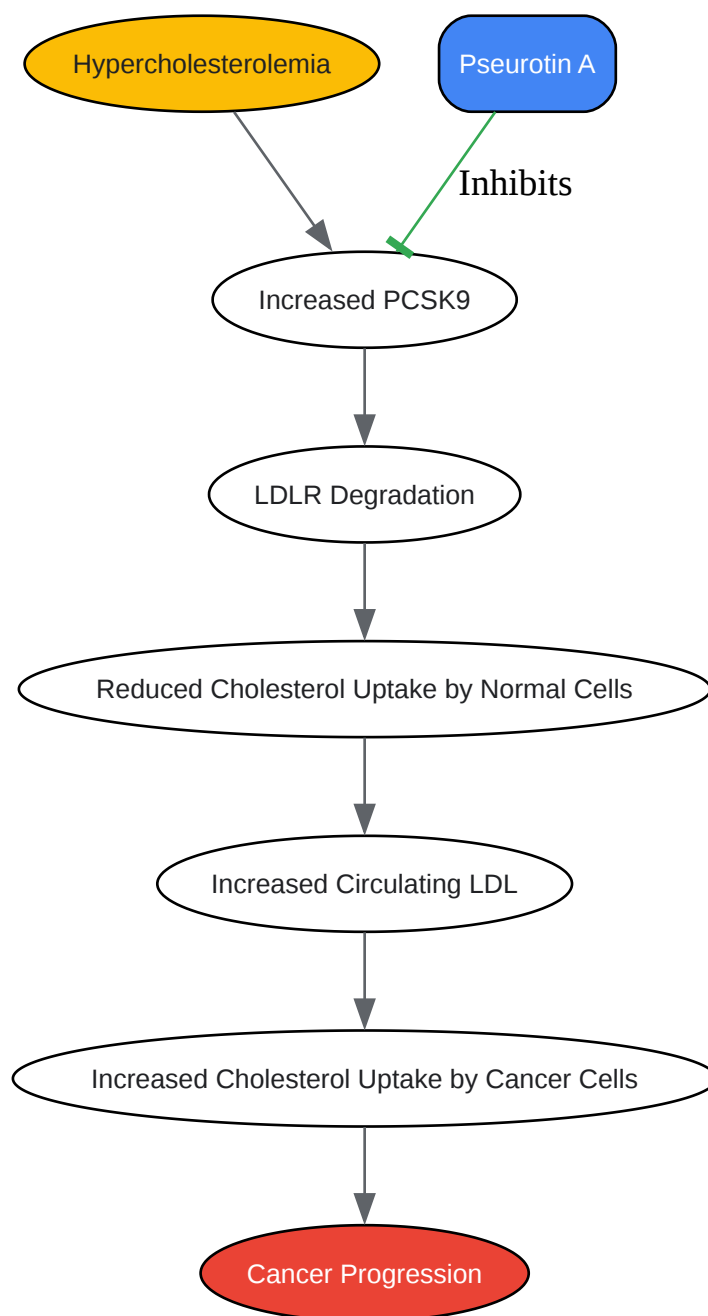 Hypercholesterolemia
Pseurotin A
Inhibits
Increased PCSK9
LDLR Degradation
Reduced Cholesterol Uptake by Normal Cells
Increased Circulating LDL
Increased Cholesterol Uptake by Cancer Cells
Cancer Progression